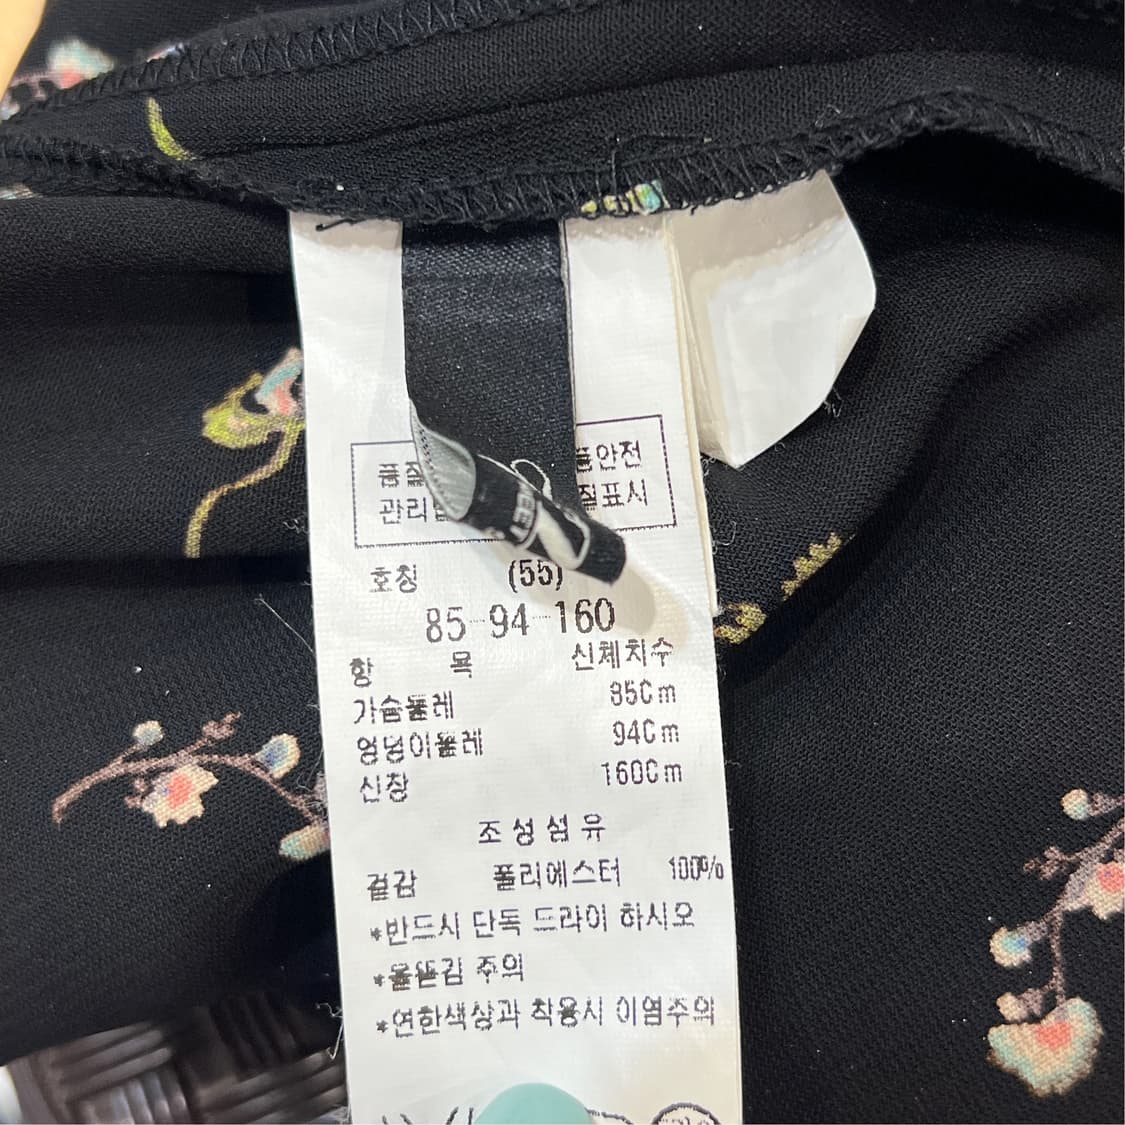 안전
관리
질표시
호칭 (55)
85-94-160
항 목 신체치수
가슴둘레 85Cm
엉덩이둘레 94Cm
신장 160Cm
조성섬유
겉감 폴리에스터 100%
*반드시 단독 드라이 하시오
*올뜯김 주의
*연한색상과 착용시 이염주의